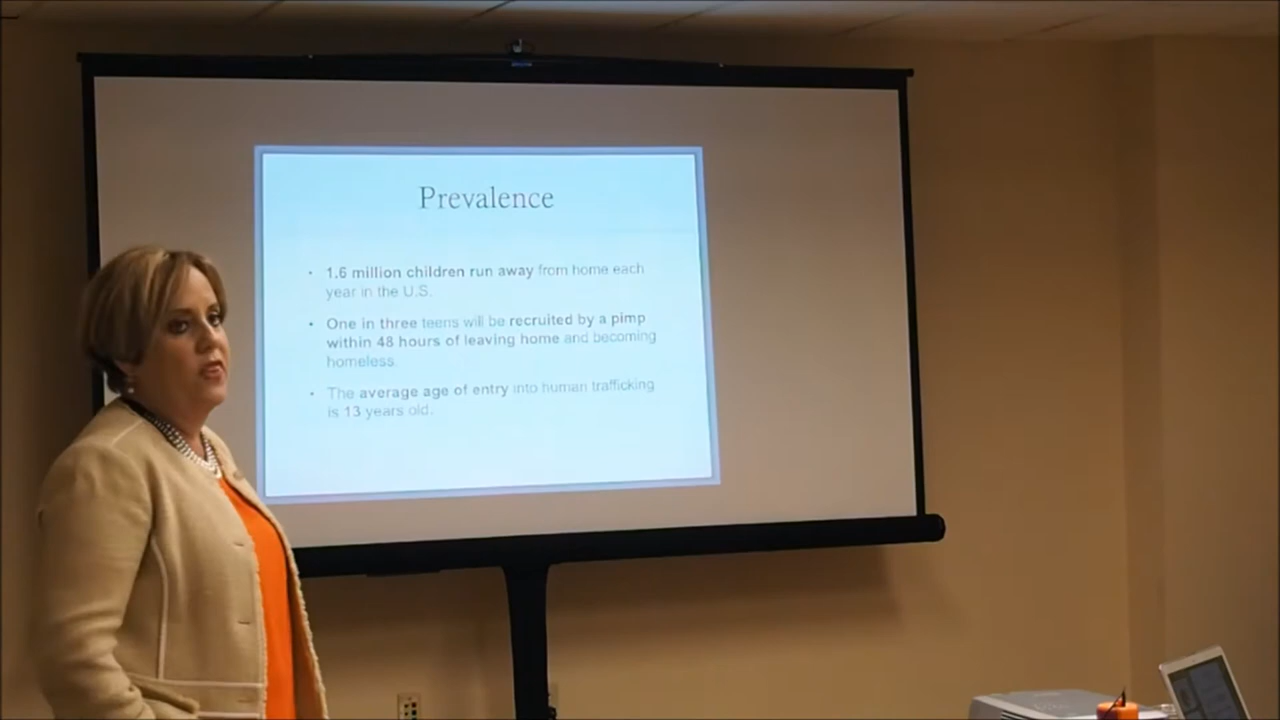 Prevalence
• 1.6 million children run away from home each
year in the U.S.
• One in three teens will be recruited by a pimp
within 48 hours of leaving home and becoming
homeless.
• The average age of entry into human trafficking
is 13 years old.